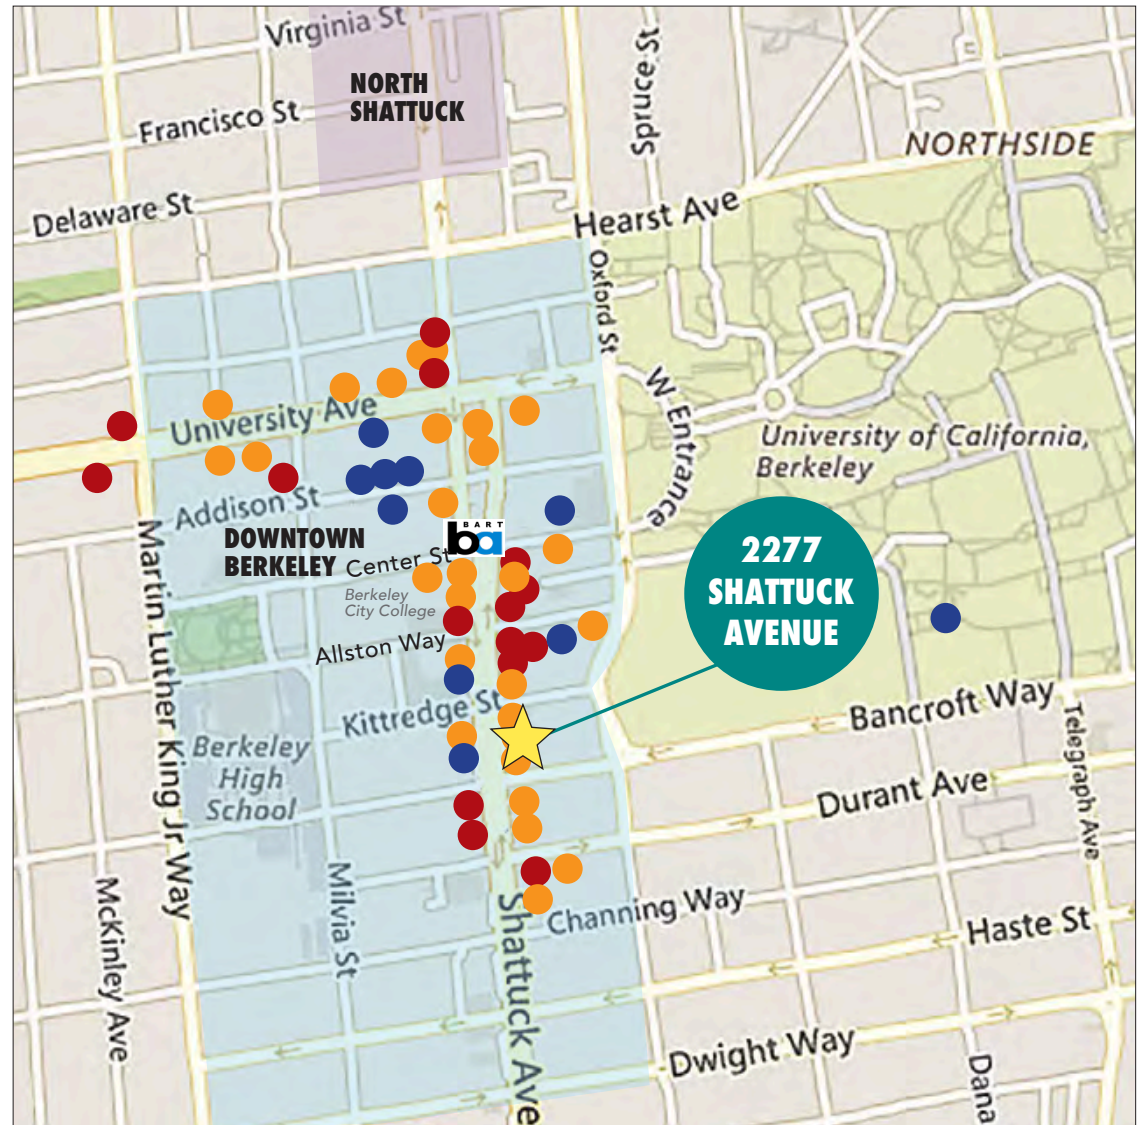 Virginia St
NORTH
SHATTUCK
Spruce St
Francisco St
NORTHSIDE
Delaware St
Hearst Ave
Oxford St
W Entrance
University Ave
University of California,
Berkeley
Addison St
BART
ba
DOWNTOWN
BERKELEY
Center St
Berkeley
City College
2277
SHATTUCK
AVENUE
Martin Luther King Jr Way
Allston Way
Kittredge St
Bancroft Way
Telegraph Ave
Berkeley
High
School
Durant Ave
McKinley Ave
Milvia St
Shattuck Ave
Channing Way
Haste St
Dwight Way
Dana